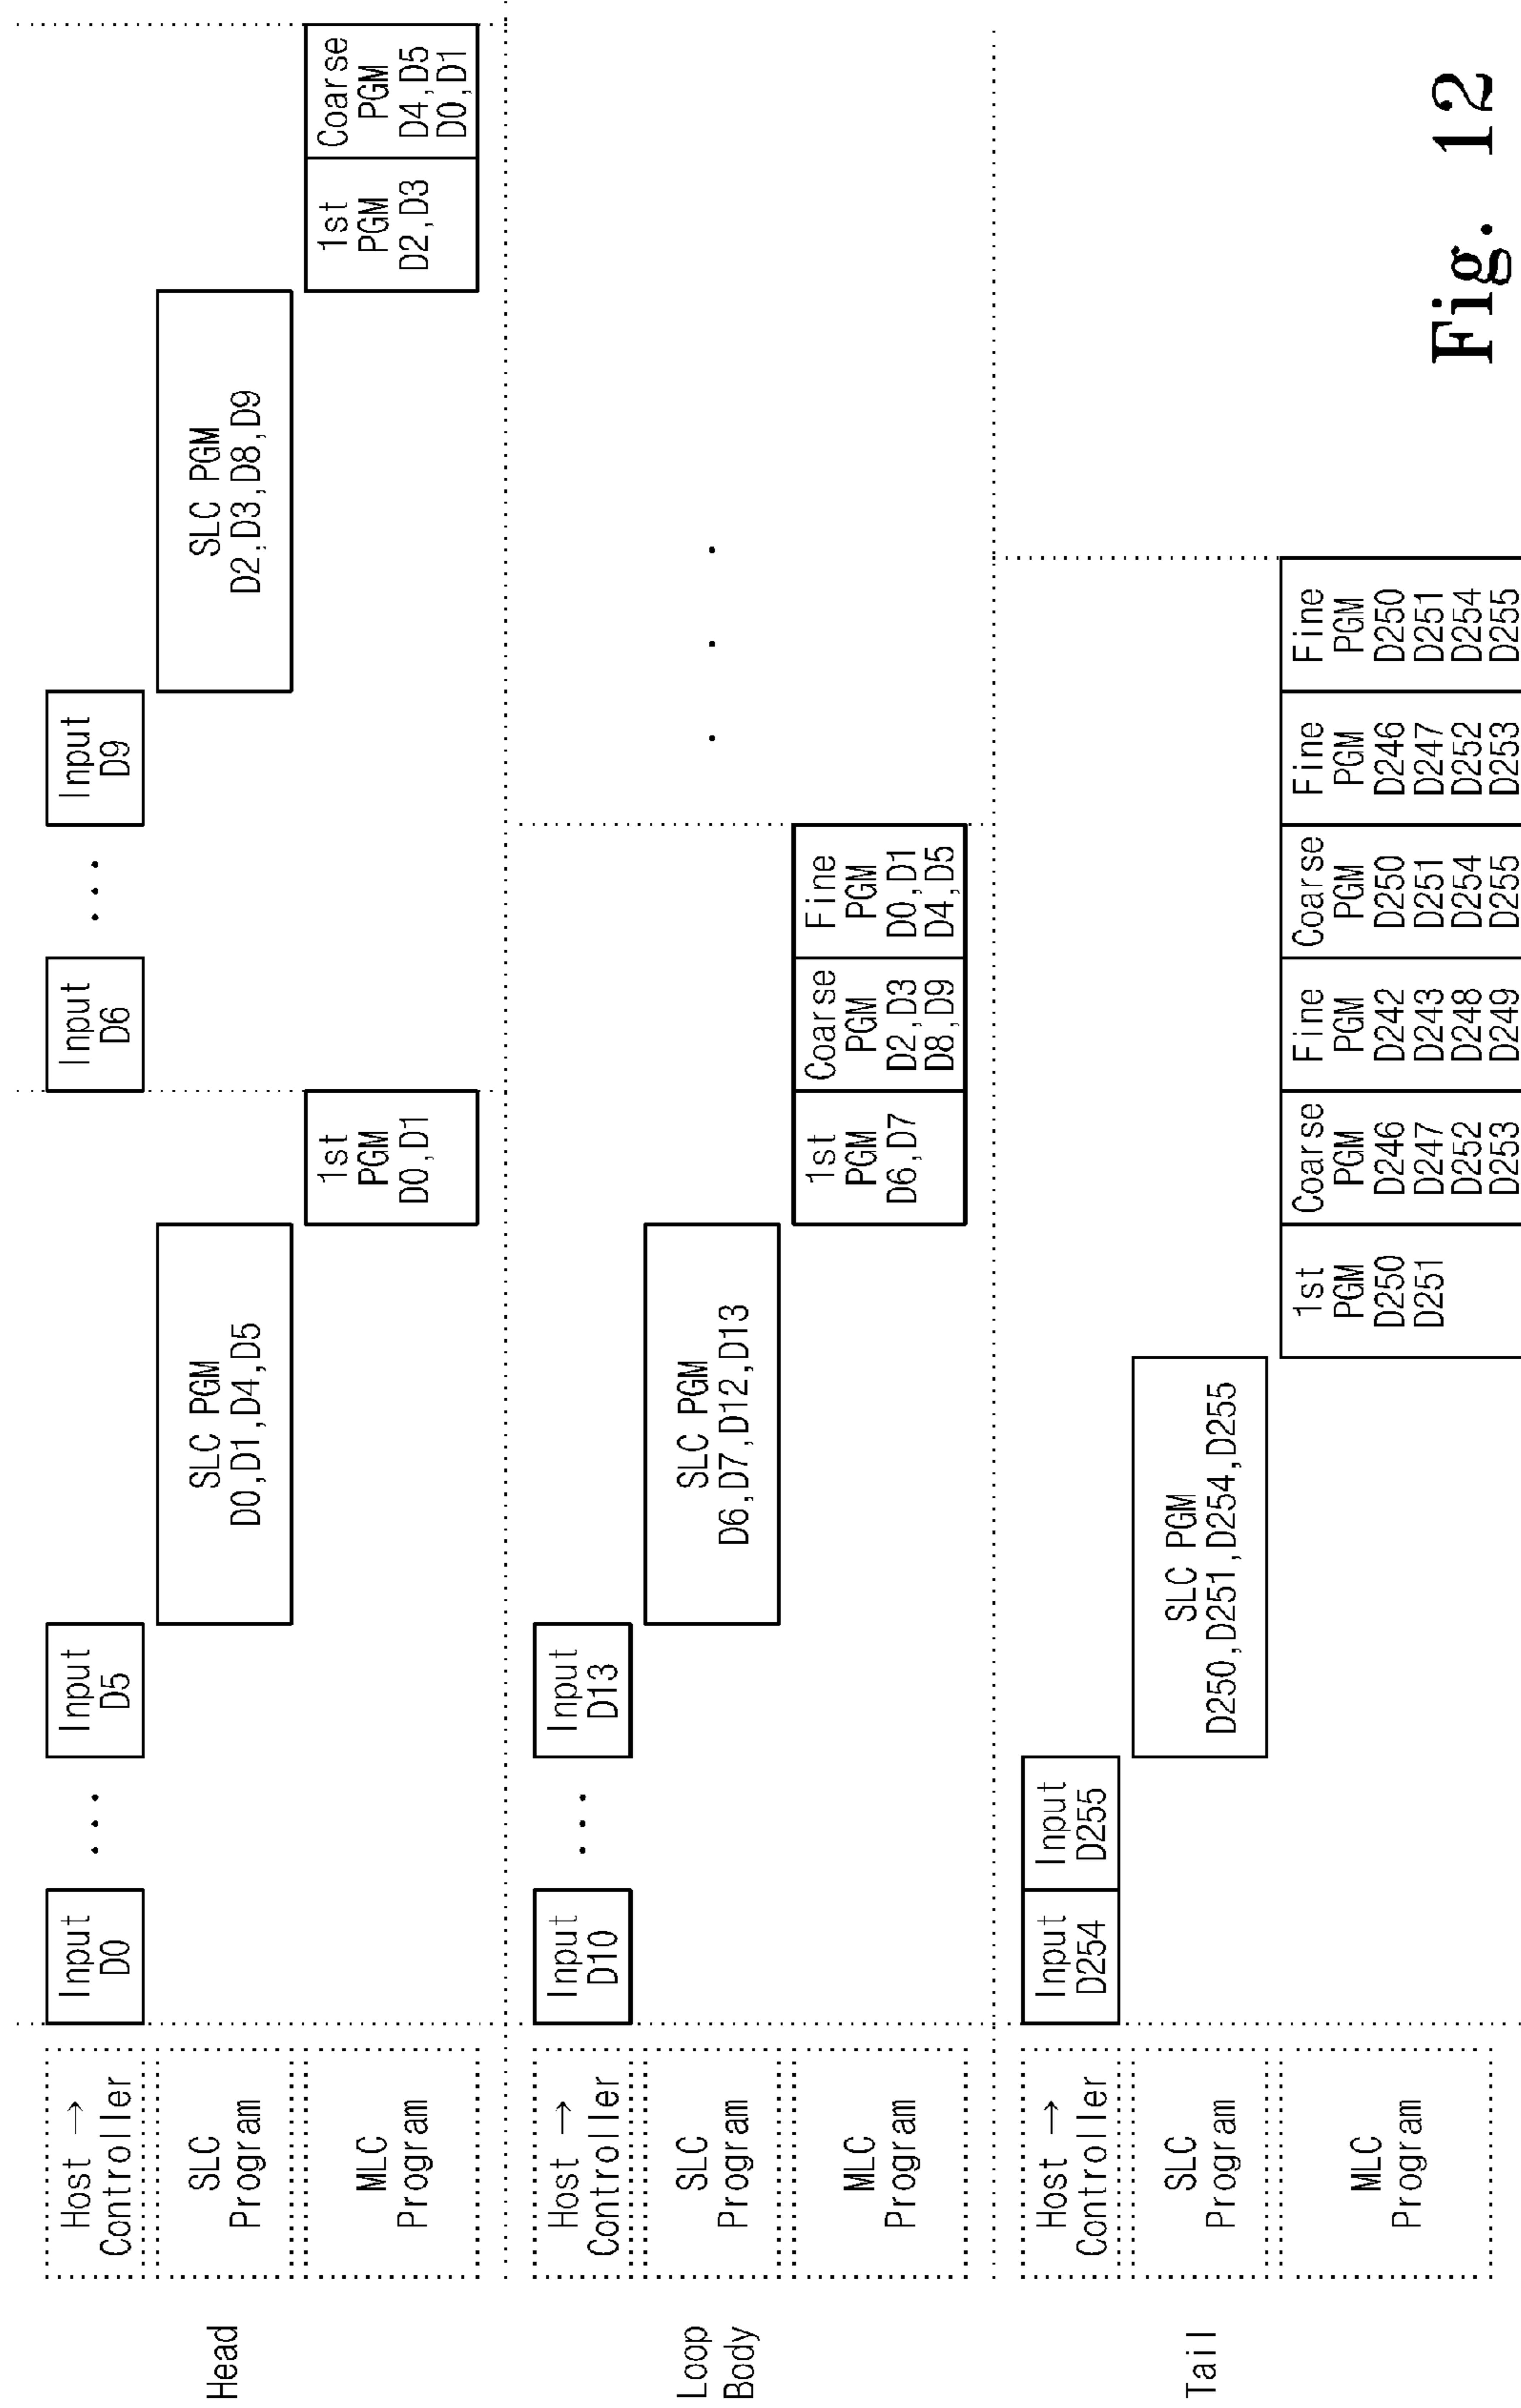 Head
Host →
Controller
Input
D0
...
Input
D5
Input
D6
...
Input
D9
SLC
Program
SLC PGM
D0,D1,D4,D5
SLC PGM
D2,D3,D8,D9
MLC
Program
1st
PGM
D0,D1
1st
PGM
D2,D3
Coarse
PGM
D4,D5
D0,D1
Loop
Body
Host →
Controller
Input
D10
...
Input
D13
SLC
Program
SLC PGM
D6,D7,D12,D13
MLC
Program
1st
PGM
D6,D7
Coarse
PGM
D2,D3
D8,D9
Fine
PGM
D0,D1
D4,D5
. . .
Tail
Host →
Controller
Input
D254
Input
D255
SLC
Program
SLC PGM
D250,D251,D254,D255
MLC
Program
1st
PGM
D250
D251
Coarse
PGM
D246
D247
D252
D253
Fine
PGM
D242
D243
D248
D249
Coarse
PGM
D250
D251
D254
D255
Fine
PGM
D246
D247
D252
D253
Fine
PGM
D250
D251
D254
D255
Fig. 12